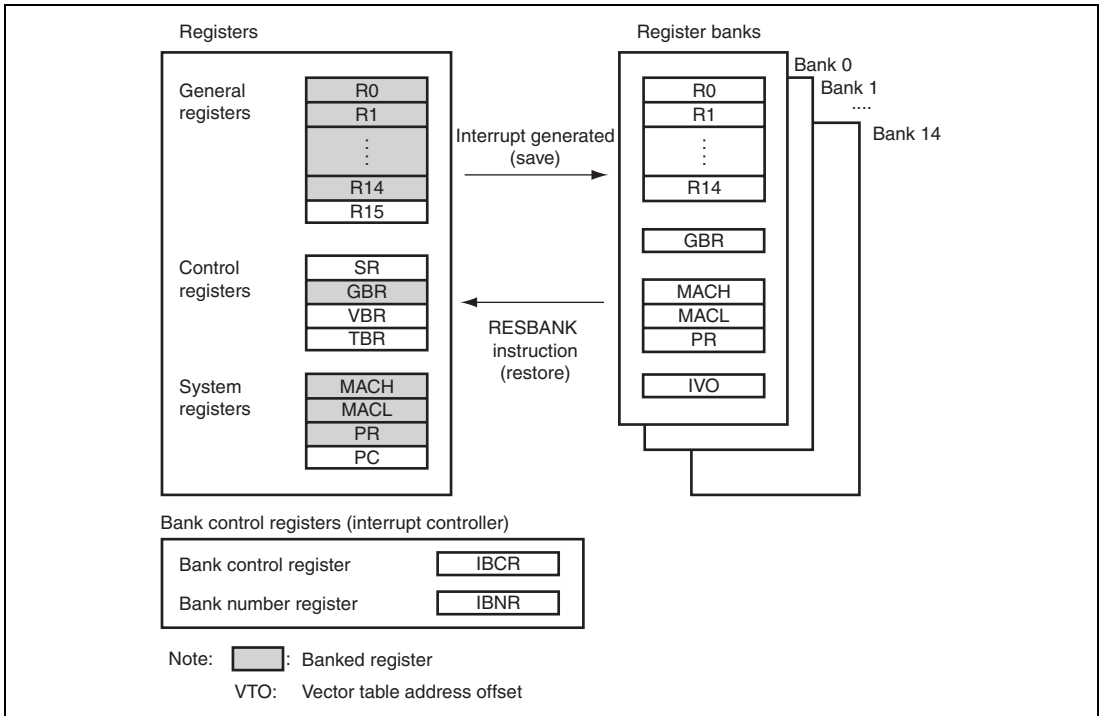 Registers
General
registers
R0
R1
⋮
R14
R15
Control
registers
SR
GBR
VBR
TBR
System
registers
MACH
MACL
PR
PC
Interrupt generated
(save)
RESBANK
instruction
(restore)
Register banks
Bank 0
Bank 1
....
Bank 14
R0
R1
⋮
R14
GBR
MACH
MACL
PR
IVO
Bank control registers (interrupt controller)
Bank control register IBCR
Bank number register IBNR
Note: : Banked register
VTO: Vector table address offset